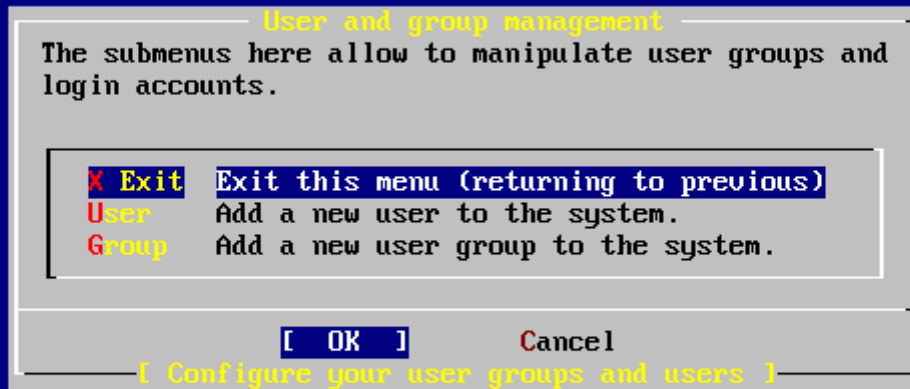 User and group management
The submenus here allow to manipulate user groups and
login accounts.
X Exit Exit this menu (returning to previous)
User Add a new user to the system.
Group Add a new user group to the system.
[ OK ] Cancel
[ Configure your user groups and users ]